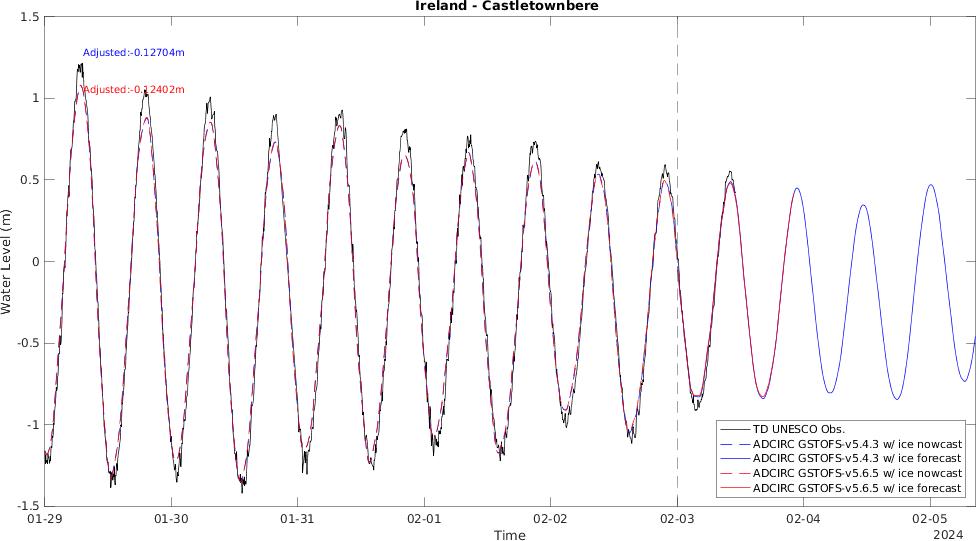 Ireland - Castletownbere
1.5
1
0.5
0
-0.5
-1
-1.5
Water Level (m)
Adjusted:-0.12704m
Adjusted:-0.12402m
TD UNESCO Obs.
ADCIRC GSTOFS-v5.4.3 w/ ice nowcast
ADCIRC GSTOFS-v5.4.3 w/ ice forecast
ADCIRC GSTOFS-v5.6.5 w/ ice nowcast
ADCIRC GSTOFS-v5.6.5 w/ ice forecast
01-29 01-30 01-31 02-01 02-02 02-03 02-04 02-05
Time
2024